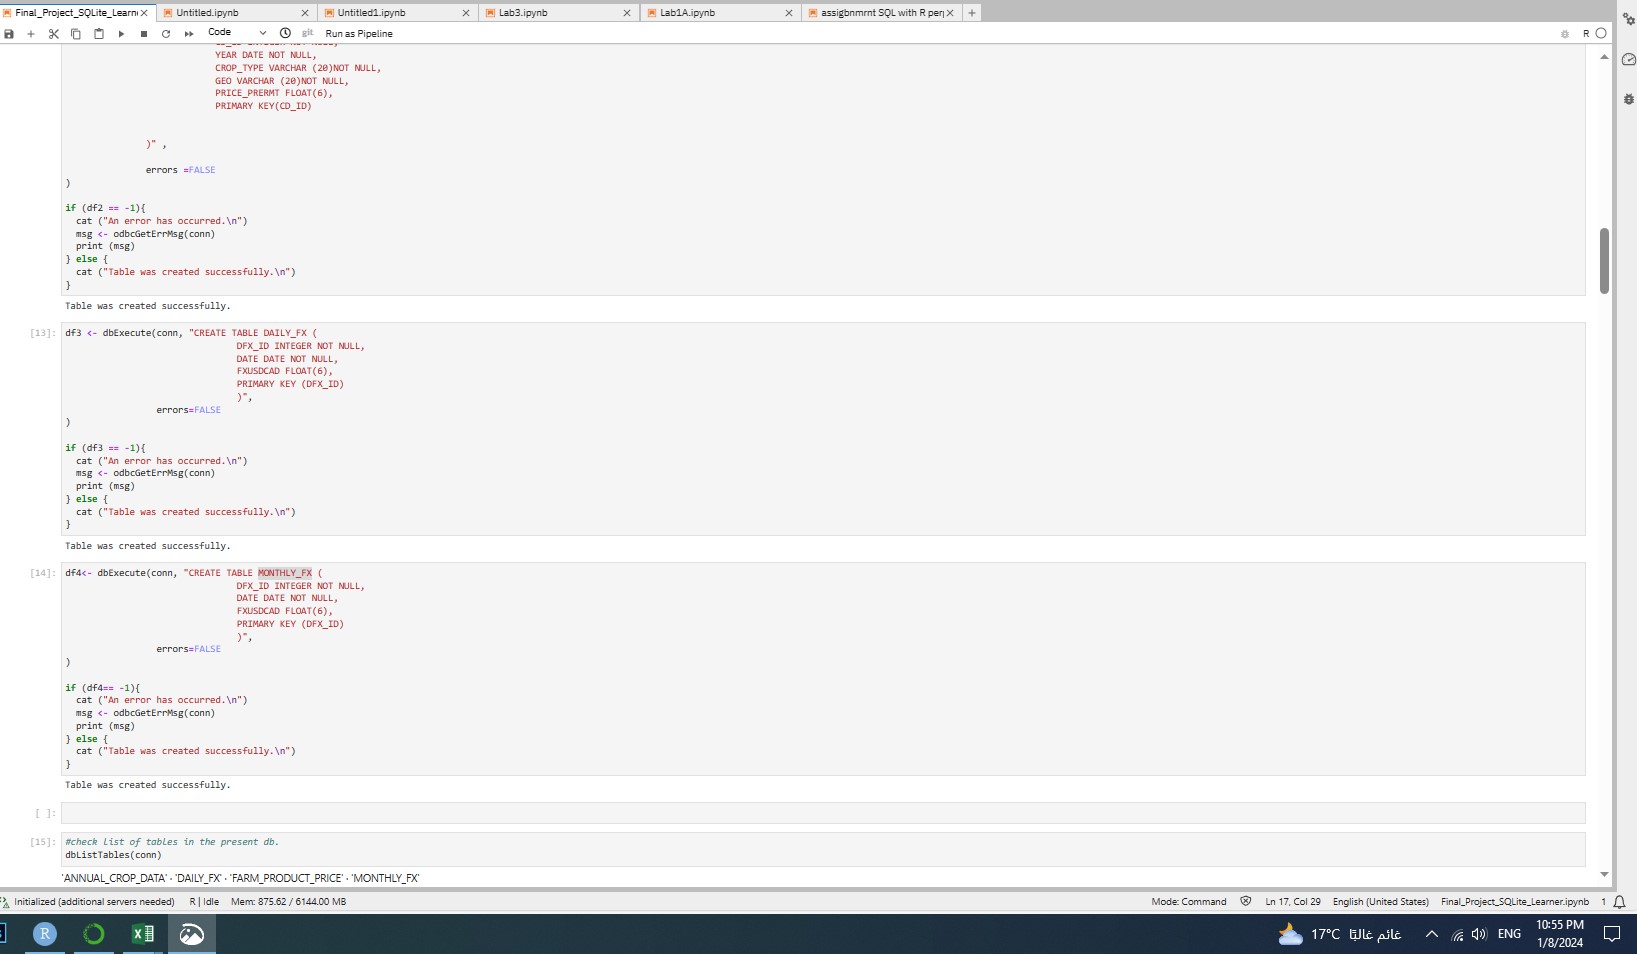 Final_Project_SQLite_Learn
Untitled.ipynb
Untitled1.ipynb
Lab3.ipynb
Lab1A.ipynb
assigbnmrnt SQL with R per
Code
git
Run as Pipeline
R
YEAR DATE NOT NULL,
CROP_TYPE VARCHAR (20)NOT NULL,
GEO VARCHAR (20)NOT NULL,
PRICE_PRERMT FLOAT(6),
PRIMARY KEY(CD_ID)
)" ,
errors =FALSE
)
if (df2 == -1){
cat ("An error has occurred.\n")
msg <- odbcGetErrMsg(conn)
print (msg)
} else {
cat ("Table was created successfully.\n")
}
Table was created successfully.
[13]: df3 <- dbExecute(conn, "CREATE TABLE DAILY_FX (
DFX_ID INTEGER NOT NULL,
DATE DATE NOT NULL,
FXUSDCAD FLOAT(6),
PRIMARY KEY (DFX_ID)
)",
errors=FALSE
)
if (df3 == -1){
cat ("An error has occurred.\n")
msg <- odbcGetErrMsg(conn)
print (msg)
} else {
cat ("Table was created successfully.\n")
}
Table was created successfully.
[14]: df4<- dbExecute(conn, "CREATE TABLE MONTHLY_FX (
DFX_ID INTEGER NOT NULL,
DATE DATE NOT NULL,
FXUSDCAD FLOAT(6),
PRIMARY KEY (DFX_ID)
)",
errors=FALSE
)
if (df4== -1){
cat ("An error has occurred.\n")
msg <- odbcGetErrMsg(conn)
print (msg)
} else {
cat ("Table was created successfully.\n")
}
Table was created successfully.
[ ]:
[15]: #check list of tables in the present db.
dbListTables(conn)
'ANNUAL_CROP_DATA' · 'DAILY_FX' · 'FARM_PRODUCT_PRICE' · 'MONTHLY_FX'
Initialized (additional servers needed)
R | Idle
Mem: 875.62 / 6144.00 MB
Mode: Command
Ln 17, Col 29
English (United States)
Final_Project_SQLite_Learner.ipynb
1
R
17°C غائم غالبًا
ENG
10:55 PM
1/8/2024